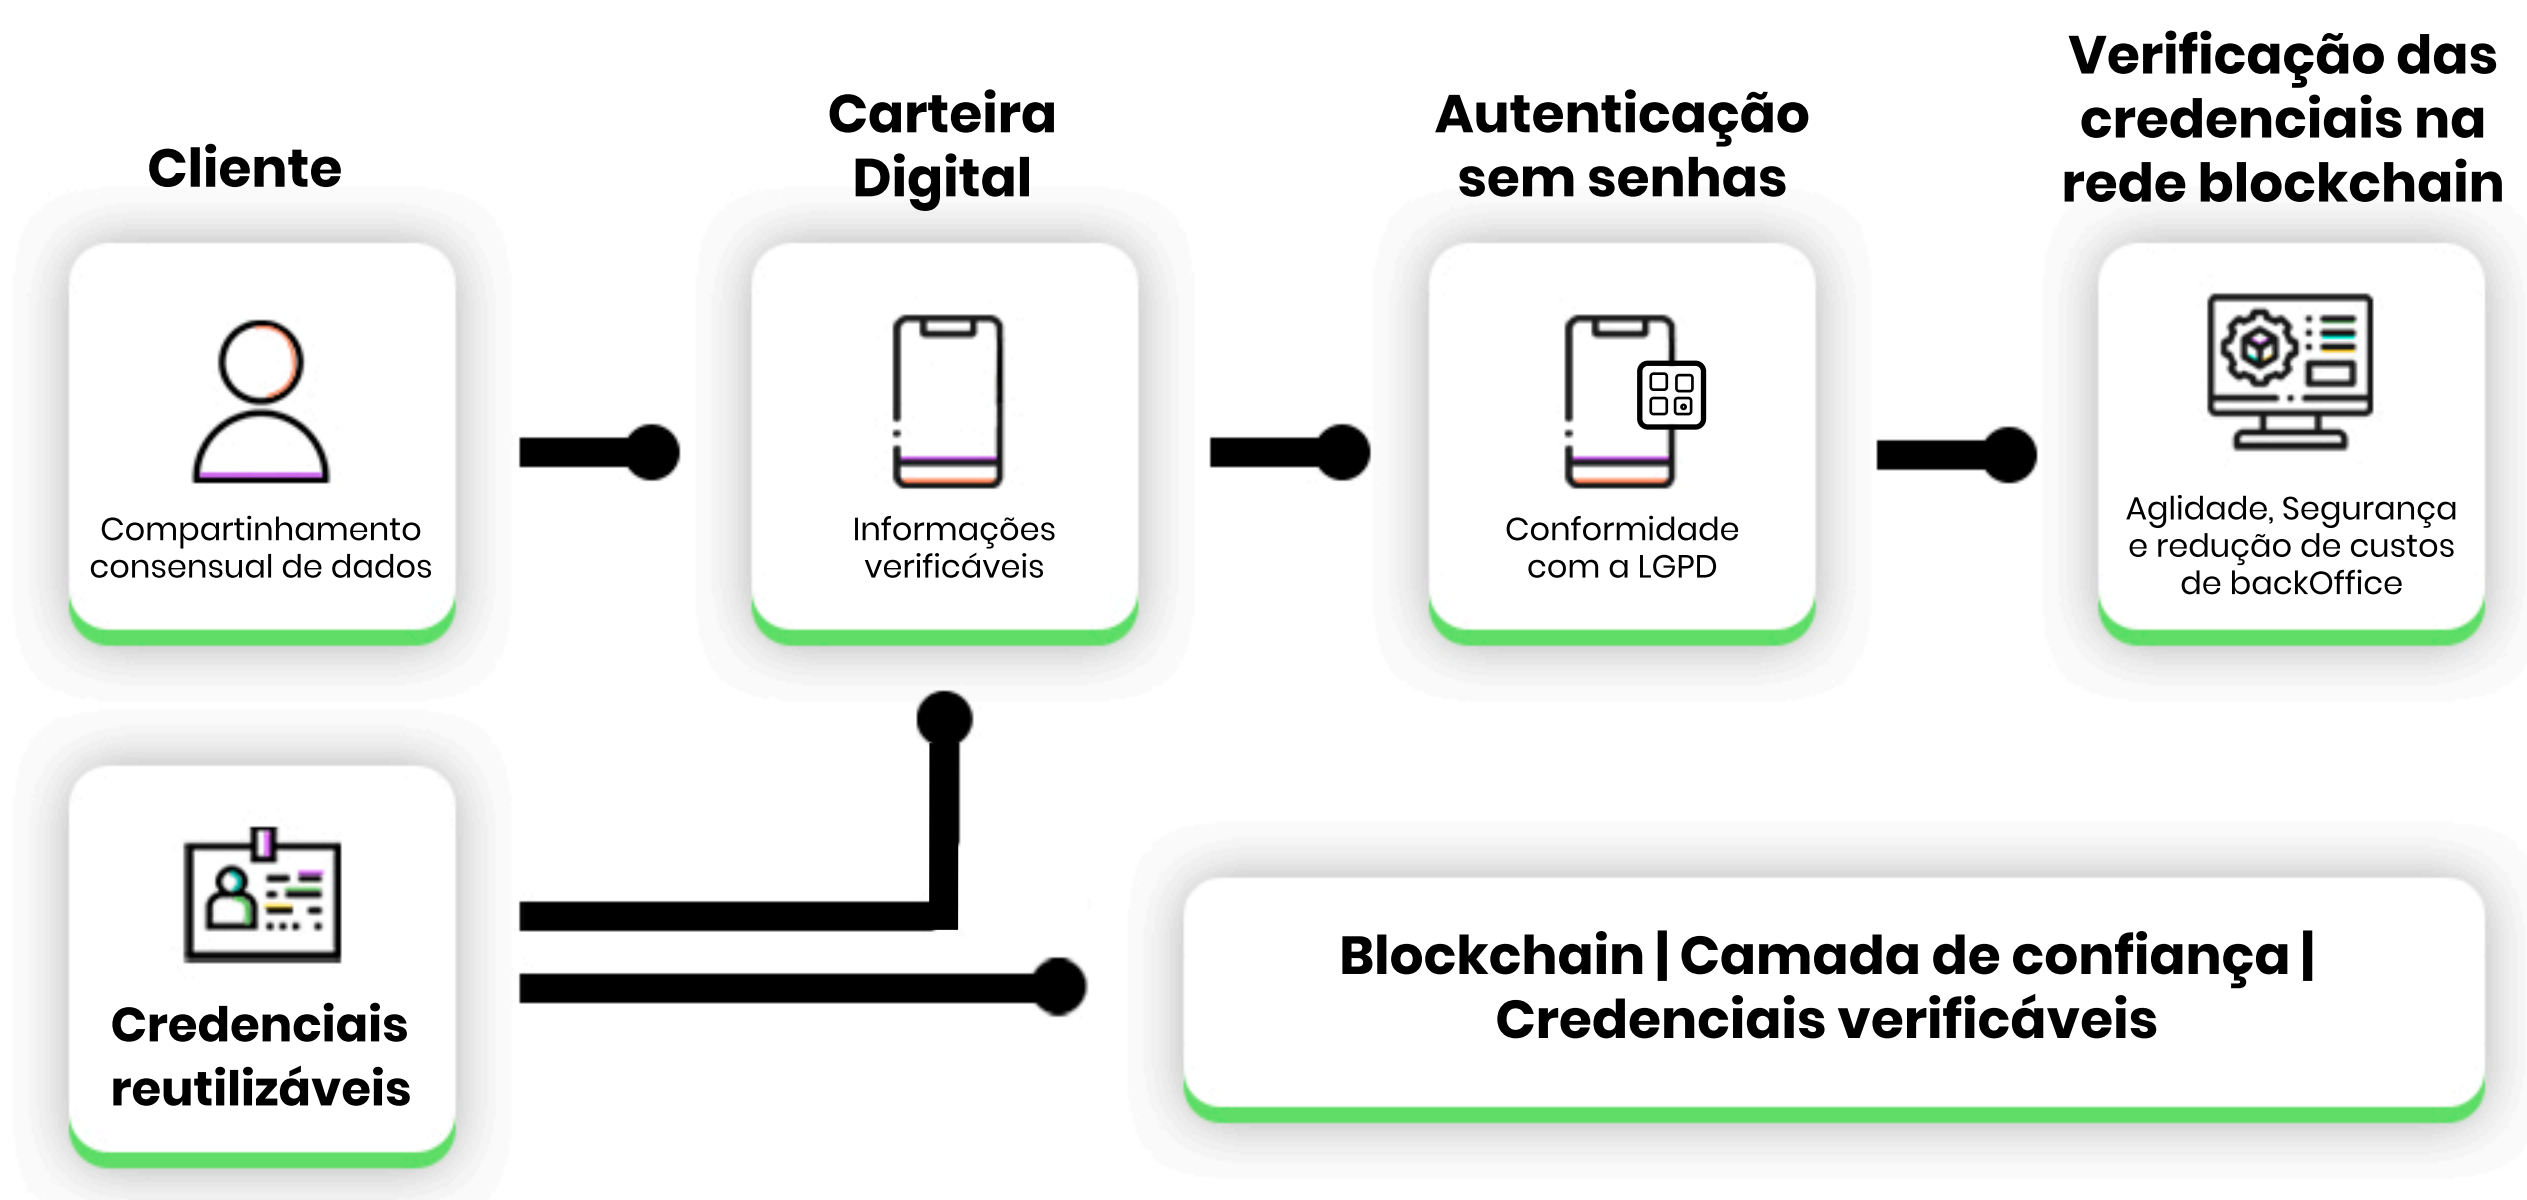 Cliente
Carteira
Digital
Autenticação
sem senhas
Verificação das
credenciais na
rede blockchain
Compartinhamento
consensual de dados
Informações
verificáveis
Conformidade
com a LGPD
Aglidade, Segurança
e redução de custos
de backOffice
Credenciais
reutilizáveis
Blockchain | Camada de confiança |
Credenciais verificáveis